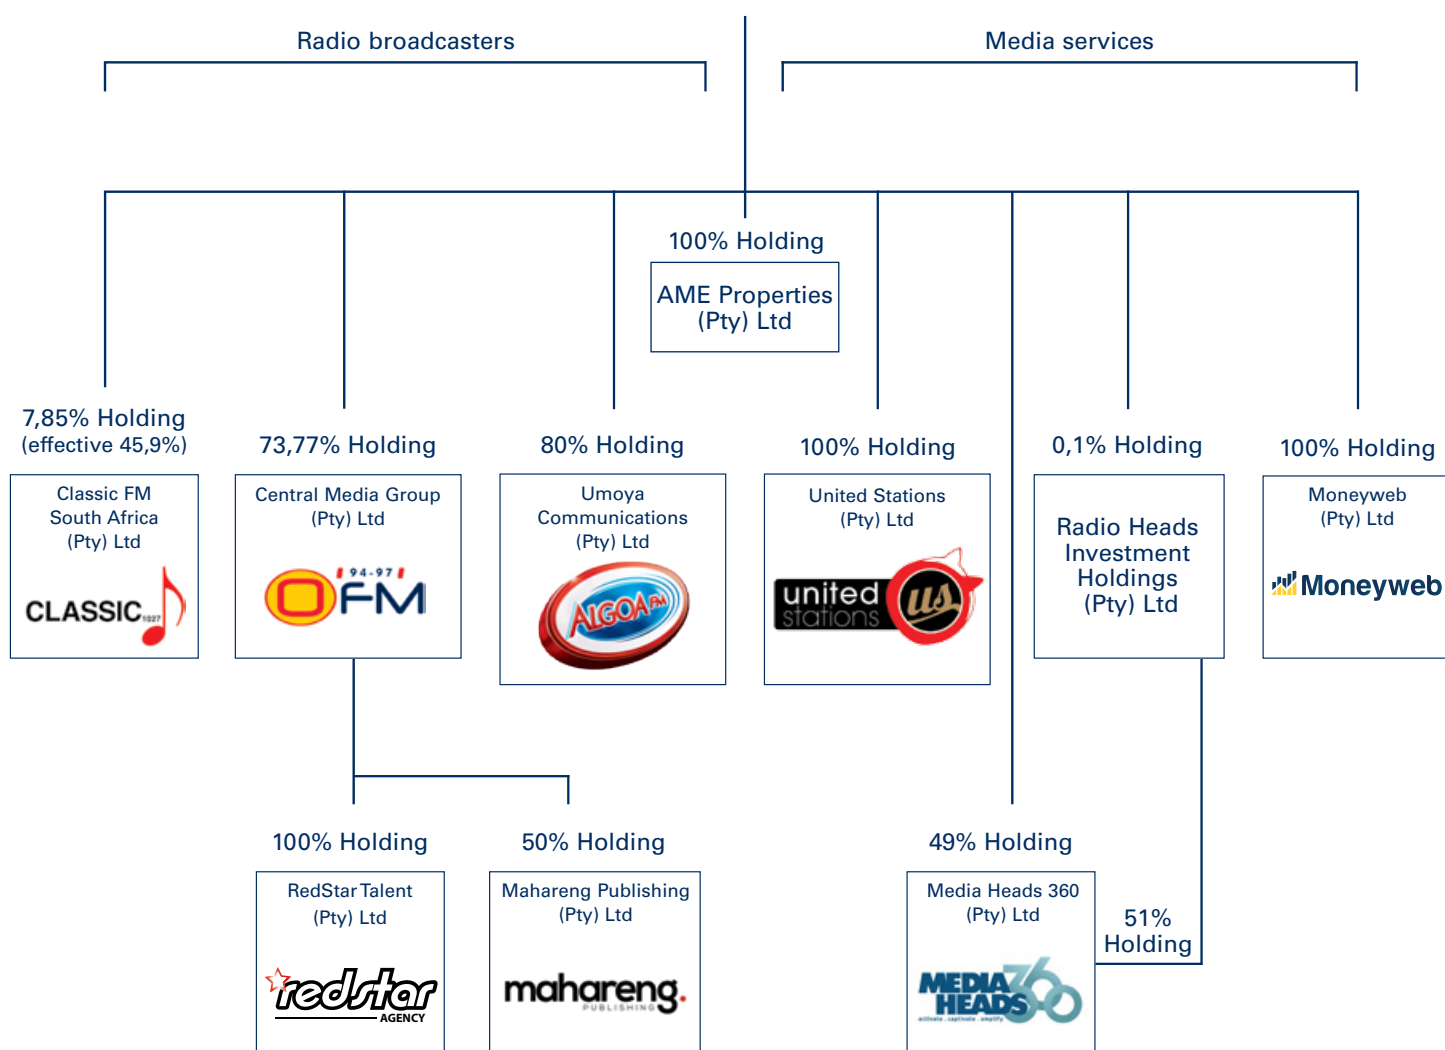 Radio broadcasters
Media services
100% Holding
AME Properties
(Pty) Ltd
7,85% Holding
(effective 45,9%)
Classic FM
South Africa
(Pty) Ltd
CLASSIC 1027
73,77% Holding
Central Media Group
(Pty) Ltd
94-97
OFM
80% Holding
Umoya
Communications
(Pty) Ltd
ALGOA FM
100% Holding
United Stations
(Pty) Ltd
united
stations
us
0,1% Holding
Radio Heads
Investment
Holdings
(Pty) Ltd
100% Holding
Moneyweb
(Pty) Ltd
Moneyweb
100% Holding
RedStar Talent
(Pty) Ltd
redstar
AGENCY
50% Holding
Mahareng Publishing
(Pty) Ltd
mahareng.
PUBLISHING
49% Holding
Media Heads 360
(Pty) Ltd
MEDIA
HEADS 360
activate . captivate . amplify
51%
Holding